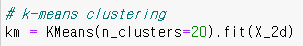 # k-means clustering
km = KMeans(n_clusters=20).fit(X_2d)